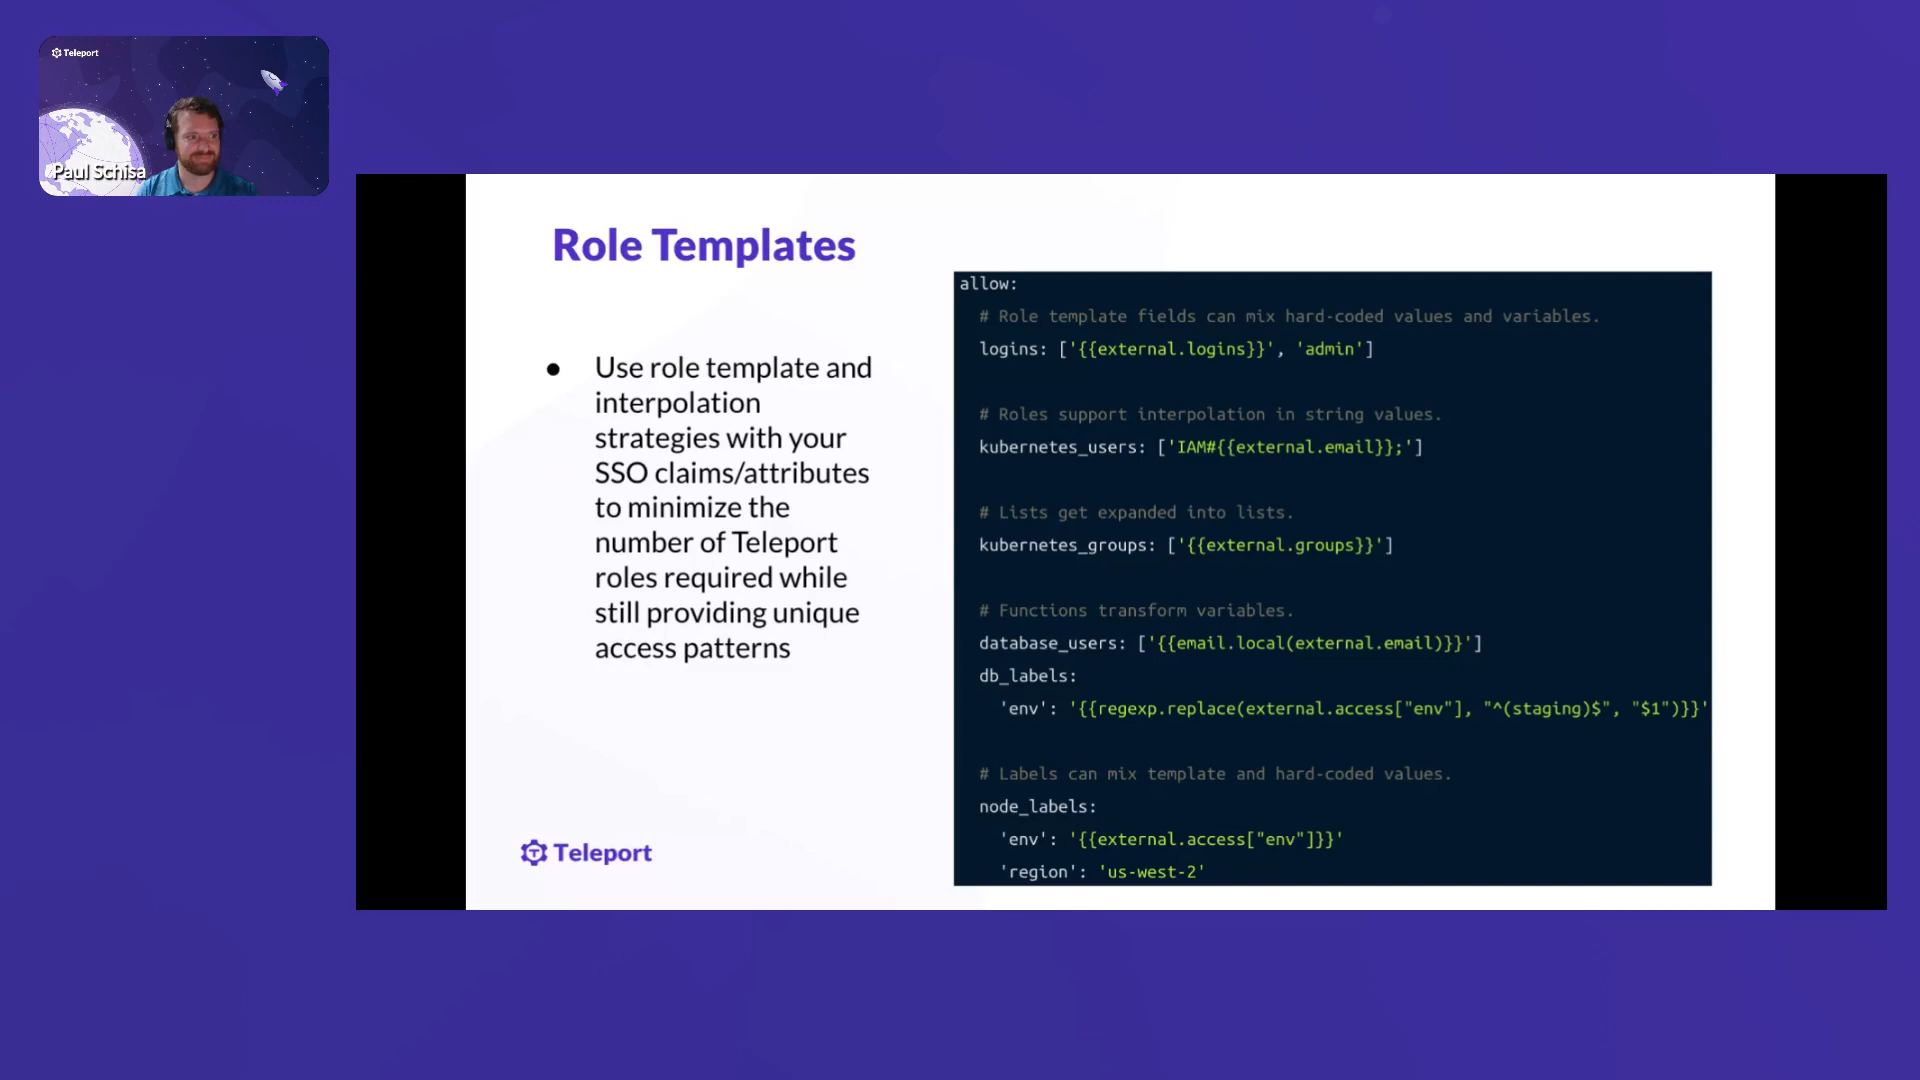 Teleport
Paul Schisa
Role Templates
● Use role template and
interpolation
strategies with your
SSO claims/attributes
to minimize the
number of Teleport
roles required while
still providing unique
access patterns
Teleport
allow:
# Role template fields can mix hard-coded values and variables.
logins: ['{{external.logins}}', 'admin']
# Roles support interpolation in string values.
kubernetes_users: ['IAM#{{external.email}};']
# Lists get expanded into lists.
kubernetes_groups: ['{{external.groups}}']
# Functions transform variables.
database_users: ['{{email.local(external.email)}}']
db_labels:
'env': '{{regexp.replace(external.access["env"], "^(staging)$", "$1")}}'
# Labels can mix template and hard-coded values.
node_labels:
'env': '{{external.access["env"]}}'
'region': 'us-west-2'